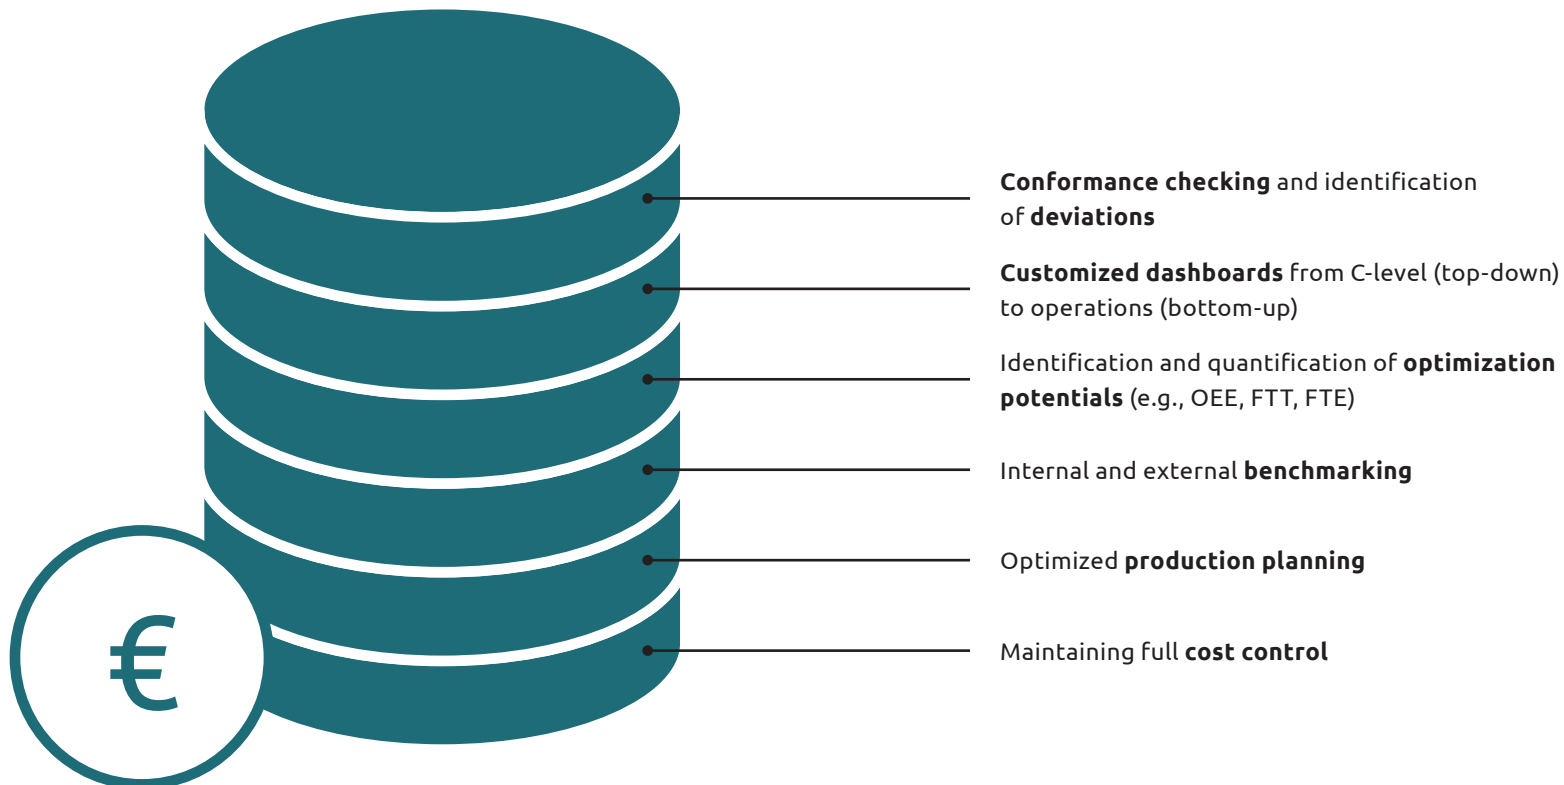 Conformance checking and identification
of deviations
Customized dashboards from C-level (top-down)
to operations (bottom-up)
Identification and quantification of optimization
potentials (e.g., OEE, FTT, FTE)
Internal and external benchmarking
Optimized production planning
Maintaining full cost control
€